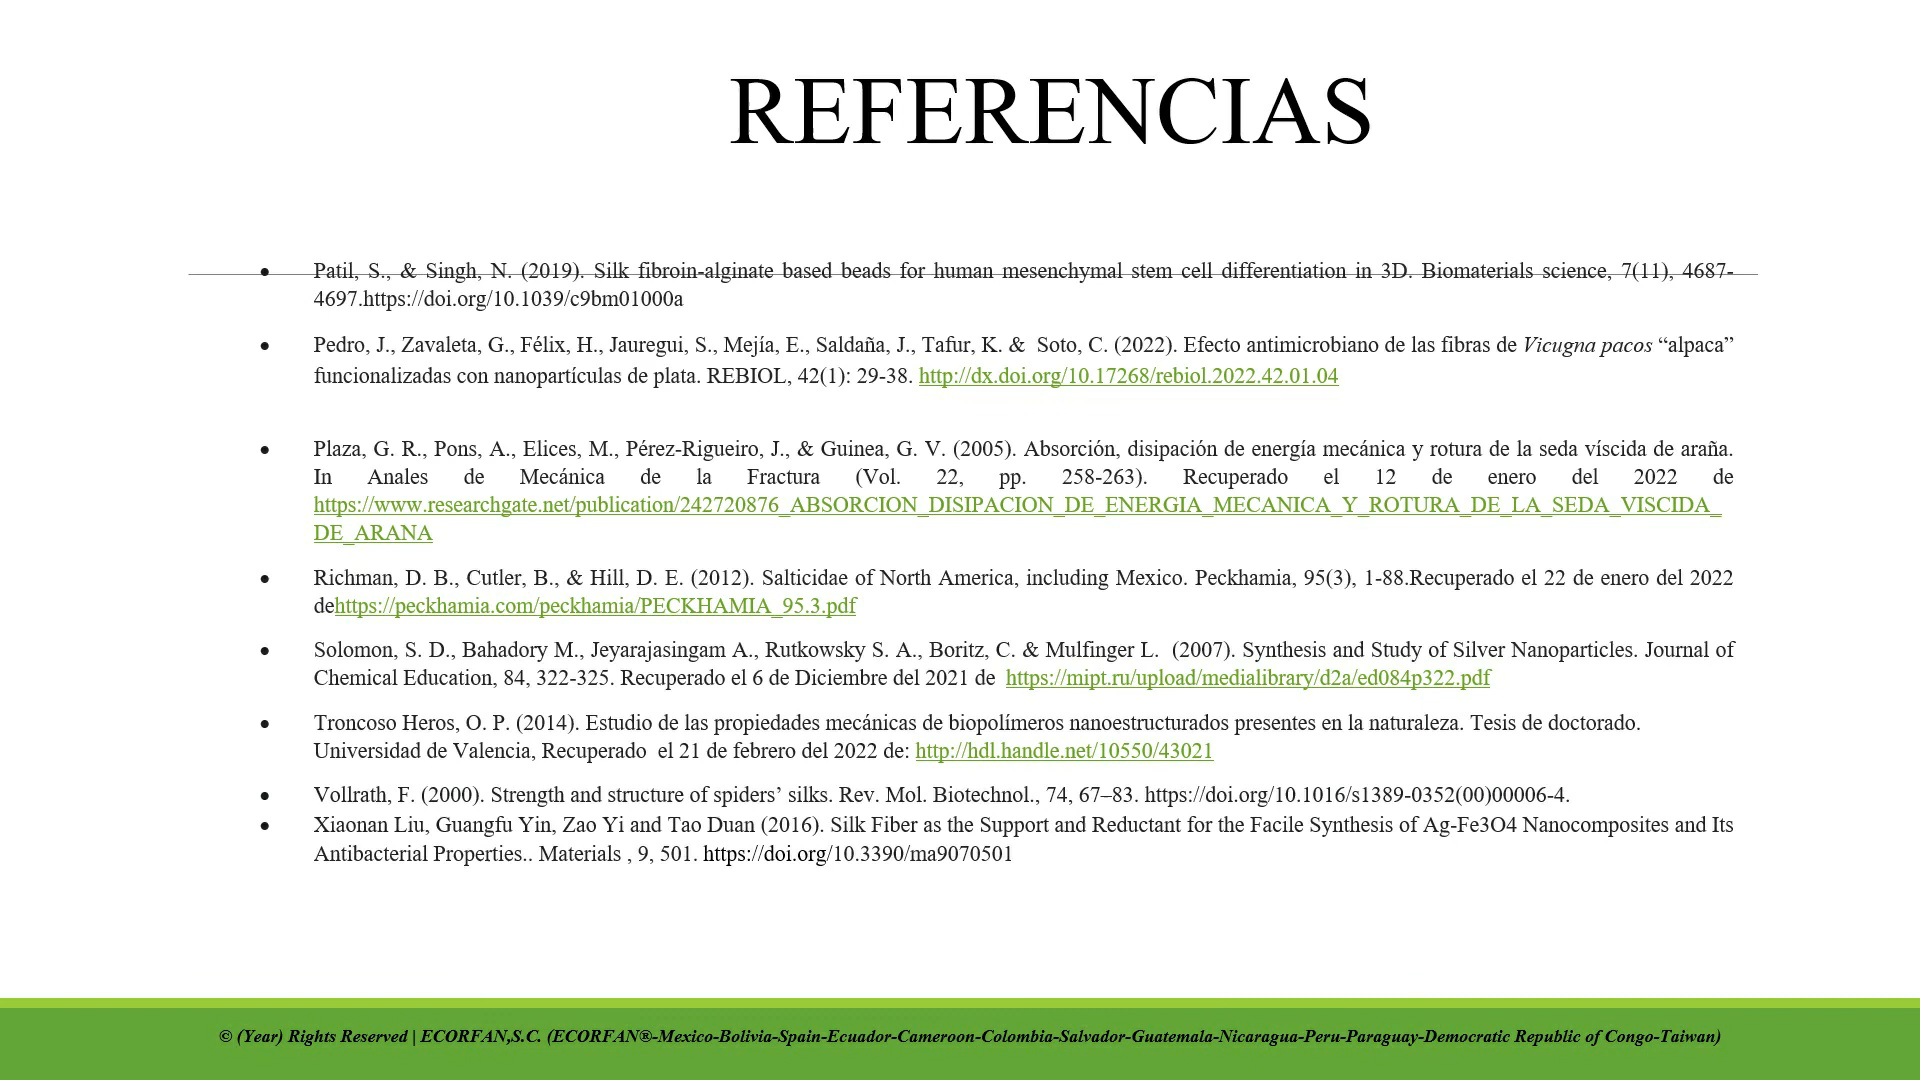 REFERENCIAS
• Patil, S., & Singh, N. (2019). Silk fibroin-alginate based beads for human mesenchymal stem cell differentiation in 3D. Biomaterials science, 7(11), 4687-
4697.https://doi.org/10.1039/c9bm01000a
• Pedro, J., Zavaleta, G., Félix, H., Jauregui, S., Mejía, E., Saldaña, J., Tafur, K. & Soto, C. (2022). Efecto antimicrobiano de las fibras de Vicugna pacos “alpaca”
funcionalizadas con nanopartículas de plata. REBIOL, 42(1): 29-38. http://dx.doi.org/10.17268/rebiol.2022.42.01.04
• Plaza, G. R., Pons, A., Elices, M., Pérez-Rigueiro, J., & Guinea, G. V. (2005). Absorción, disipación de energía mecánica y rotura de la seda víscida de araña.
In Anales de Mecánica de la Fractura (Vol. 22, pp. 258-263). Recuperado el 12 de enero del 2022 de
https://www.researchgate.net/publication/242720876_ABSORCION_DISIPACION_DE_ENERGIA_MECANICA_Y_ROTURA_DE_LA_SEDA_VISCIDA_
DE_ARANA
• Richman, D. B., Cutler, B., & Hill, D. E. (2012). Salticidae of North America, including Mexico. Peckhamia, 95(3), 1-88.Recuperado el 22 de enero del 2022
dehttps://peckhamia.com/peckhamia/PECKHAMIA_95.3.pdf
• Solomon, S. D., Bahadory M., Jeyarajasingam A., Rutkowsky S. A., Boritz, C. & Mulfinger L. (2007). Synthesis and Study of Silver Nanoparticles. Journal of
Chemical Education, 84, 322-325. Recuperado el 6 de Diciembre del 2021 de https://mipt.ru/upload/medialibrary/d2a/ed084p322.pdf
• Troncoso Heros, O. P. (2014). Estudio de las propiedades mecánicas de biopolímeros nanoestructurados presentes en la naturaleza. Tesis de doctorado.
Universidad de Valencia, Recuperado el 21 de febrero del 2022 de: http://hdl.handle.net/10550/43021
• Vollrath, F. (2000). Strength and structure of spiders’ silks. Rev. Mol. Biotechnol., 74, 67–83. https://doi.org/10.1016/s1389-0352(00)00006-4.
• Xiaonan Liu, Guangfu Yin, Zao Yi and Tao Duan (2016). Silk Fiber as the Support and Reductant for the Facile Synthesis of Ag-Fe3O4 Nanocomposites and Its
Antibacterial Properties.. Materials , 9, 501. https://doi.org/10.3390/ma9070501
© (Year) Rights Reserved | ECORFAN,S.C. (ECORFAN®-Mexico-Bolivia-Spain-Ecuador-Cameroon-Colombia-Salvador-Guatemala-Nicaragua-Peru-Paraguay-Democratic Republic of Congo-Taiwan)